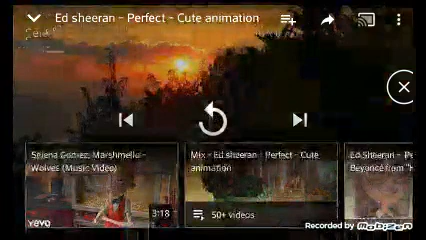 Ed sheeran - Perfect - Cute animation
Selena Gomez, Marshmello -
Wolves (Music Video)
3:18
vevo
Mix - Ed sheeran - Perfect - Cute
animation
50+ videos
Ed Sheeran - Pe
Beyoncé from "H
Recorded by MOBIZEN